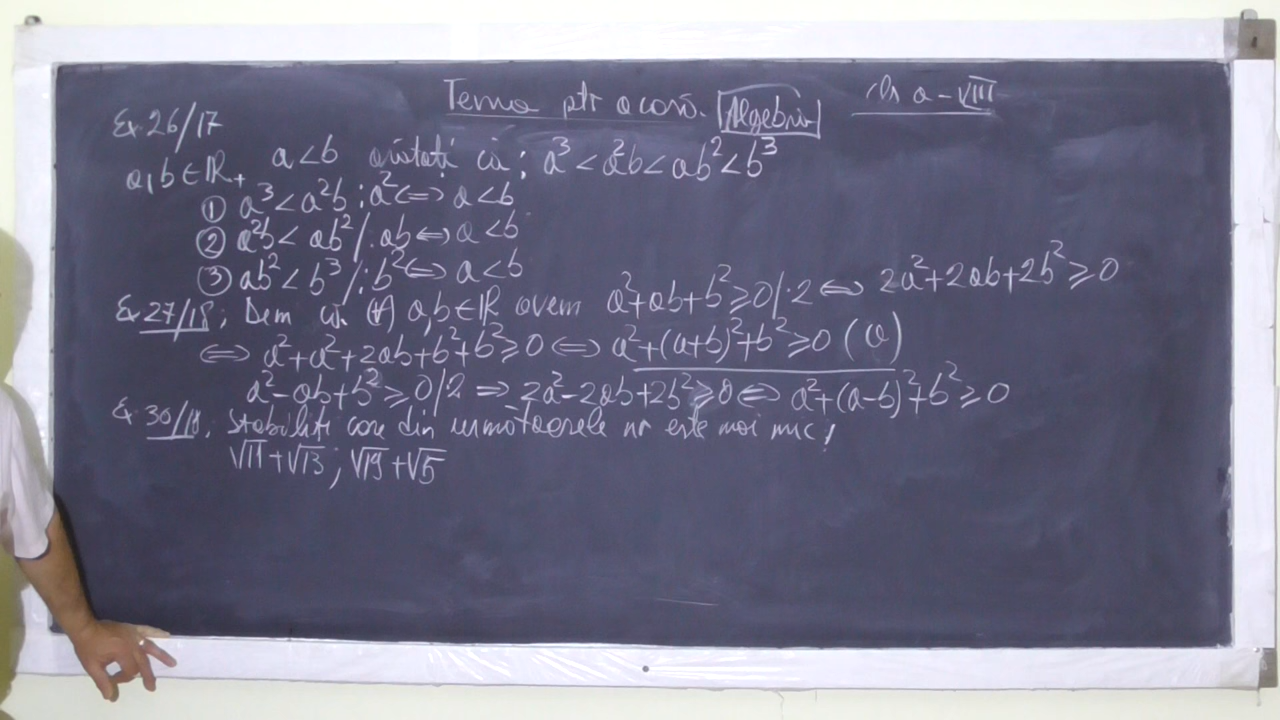 Tema ptr acasă. Algebră cls a-VIII
Ex 26/17
a,b∈ℝ₊ a<b arătați că: a³<a²b<ab²<b³
① a³<a²b :a² ⇔ a<b
② a²b<ab² /:ab ⇔ a<b
③ ab²<b³ /:b² ⇔ a<b
Ex 27/18; Dem că. (∀) a,b∈ℝ avem a²+ab+b²≥0/·2 ⇔ 2a²+2ab+2b²≥0
⇔ a²+a²+2ab+b²+b²≥0 ⇔ a²+(a+b)²+b²≥0 (a)
a²-ab+b²≥0/·2 ⇒ 2a²-2ab+2b²≥0 ⇔ a²+(a-b)²+b²≥0
Ex 30/18; stabiliți care din următoarele nr este mai mic!
√11+√13; √19+√5